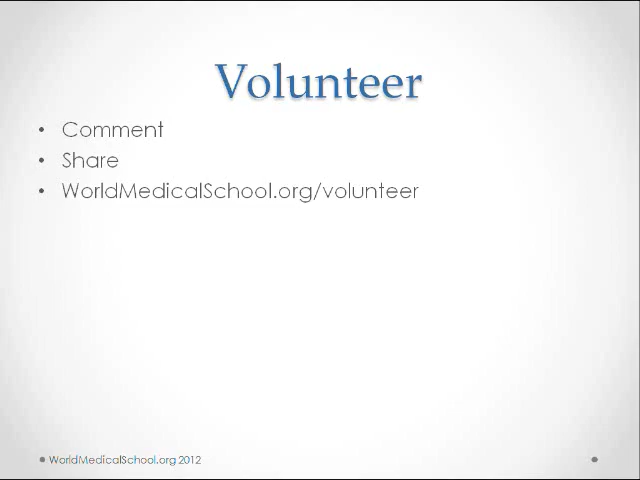 Volunteer
• Comment
• Share
• WorldMedicalSchool.org/volunteer
WorldMedicalSchool.org 2012